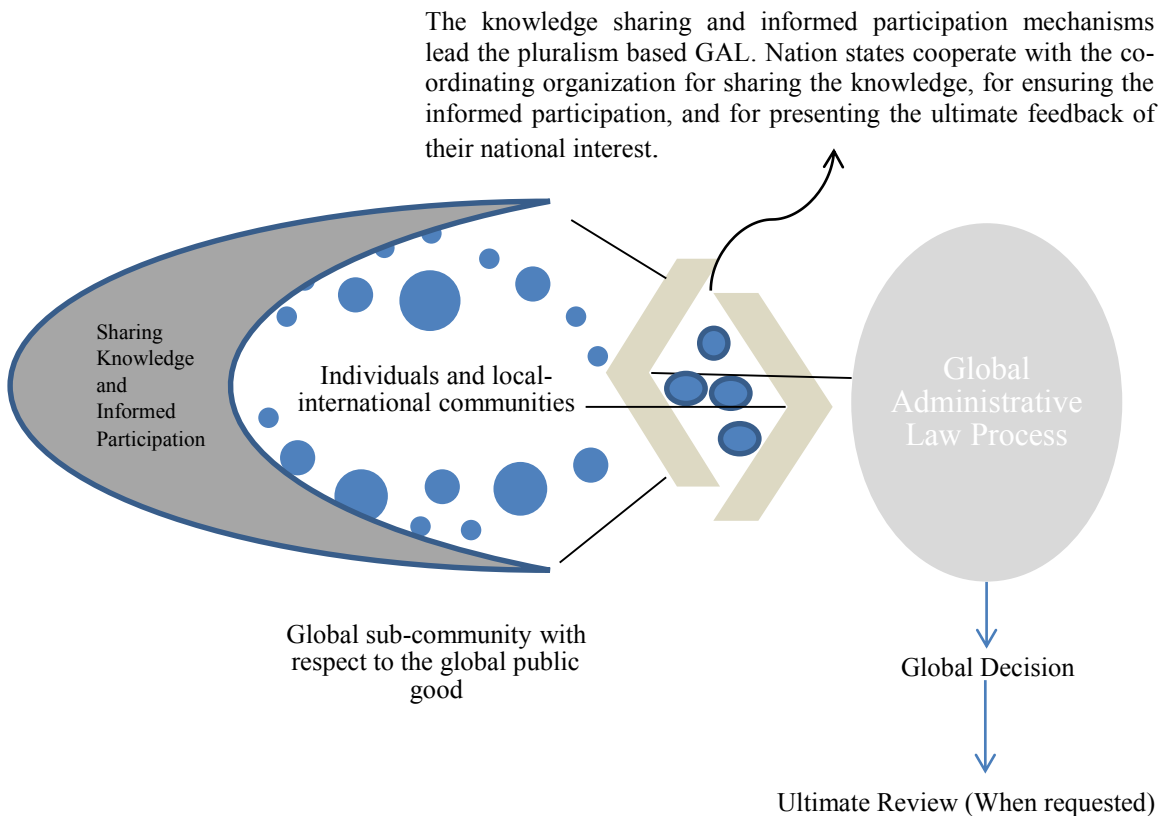 The knowledge sharing and informed participation mechanisms
lead the pluralism based GAL. Nation states cooperate with the co-
ordinating organization for sharing the knowledge, for ensuring the
informed participation, and for presenting the ultimate feedback of
their national interest.
Sharing
Knowledge
and
Informed
Participation
Individuals and local-
international communities
Global
Administrative
Law Process
Global sub-community with
respect to the global public
good
Global Decision
Ultimate Review (When requested)